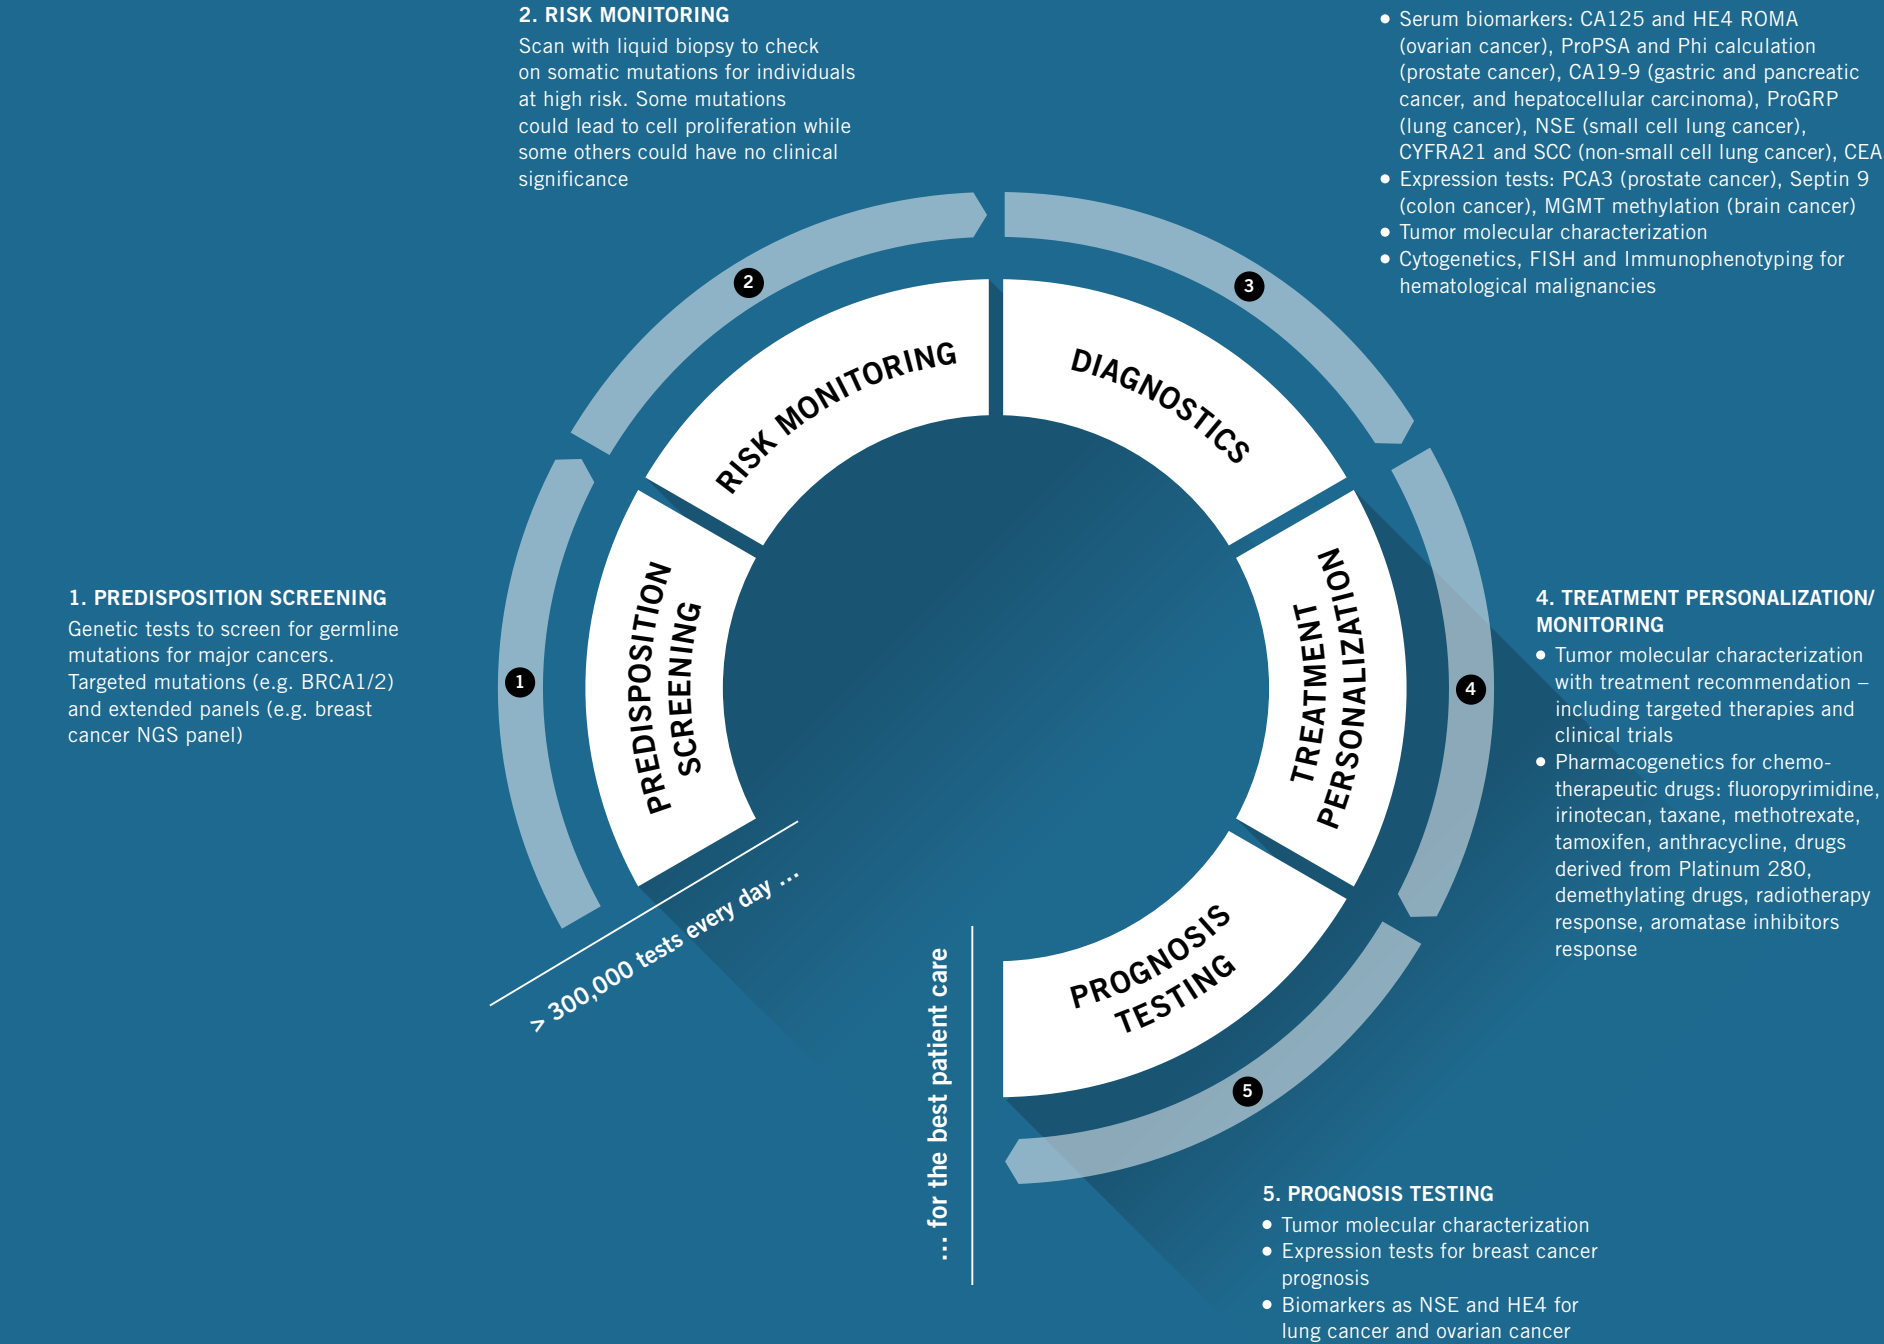 2. RISK MONITORING
Scan with liquid biopsy to check
on somatic mutations for individuals
at high risk. Some mutations
could lead to cell proliferation while
some others could have no clinical
significance
● Serum biomarkers: CA125 and HE4 ROMA
(ovarian cancer), ProPSA and Phi calculation
(prostate cancer), CA19-9 (gastric and pancreatic
cancer, and hepatocellular carcinoma), ProGRP
(lung cancer), NSE (small cell lung cancer),
CYFRA21 and SCC (non-small cell lung cancer), CEA
● Expression tests: PCA3 (prostate cancer), Septin 9
(colon cancer), MGMT methylation (brain cancer)
● Tumor molecular characterization
● Cytogenetics, FISH and Immunophenotyping for
hematological malignancies
2
3
RISK MONITORING
DIAGNOSTICS
1. PREDISPOSITION SCREENING
Genetic tests to screen for germline
mutations for major cancers.
Targeted mutations (e.g. BRCA1/2)
and extended panels (e.g. breast
cancer NGS panel)
1
PREDISPOSITION
SCREENING
TREATMENT
PERSONALIZATION
4
4. TREATMENT PERSONALIZATION/
MONITORING
● Tumor molecular characterization
with treatment recommendation –
including targeted therapies and
clinical trials
● Pharmacogenetics for chemo-
therapeutic drugs: fluoropyrimidine,
irinotecan, taxane, methotrexate,
tamoxifen, anthracycline, drugs
derived from Platinum 280,
demethylating drugs, radiotherapy
response, aromatase inhibitors
response
> 300,000 tests every day ...
... for the best patient care
PROGNOSIS
TESTING
5
5. PROGNOSIS TESTING
● Tumor molecular characterization
● Expression tests for breast cancer
prognosis
● Biomarkers as NSE and HE4 for
lung cancer and ovarian cancer